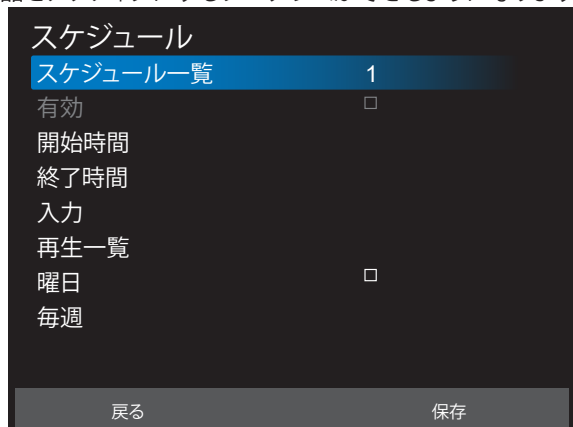 スケジュール
スケジュール一覧 1
有効 □
開始時間
終了時間
入力
再生一覧
曜日 □
毎週
戻る 保存